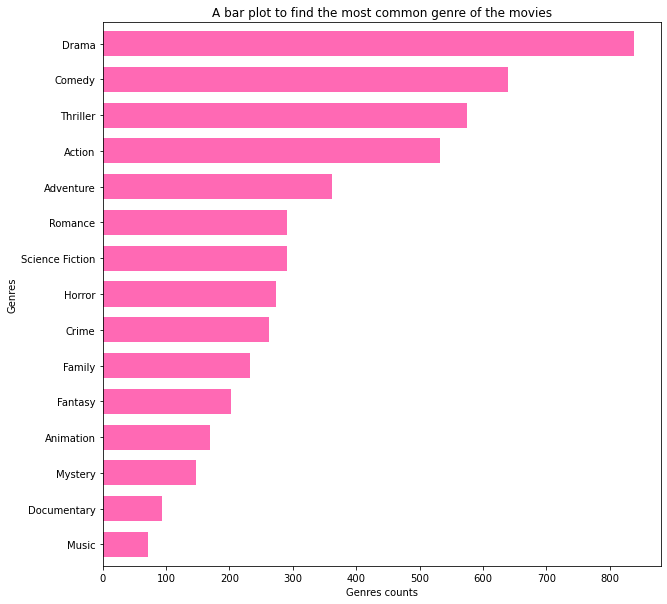 A bar plot to find the most common genre of the movies
Drama
Comedy
Thriller
Action
Adventure
Romance
Science Fiction
Horror
Crime
Family
Fantasy
Animation
Mystery
Documentary
Music
Genres
0 100 200 300 400 500 600 700 800
Genres counts